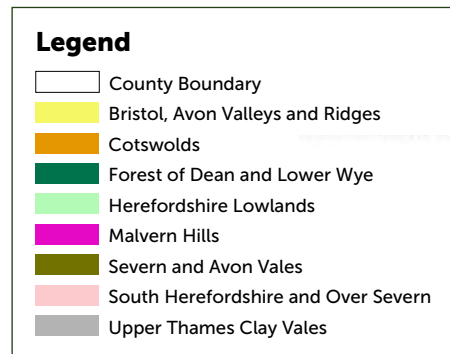 Legend
County Boundary
Bristol, Avon Valleys and Ridges
Cotswolds
Forest of Dean and Lower Wye
Herefordshire Lowlands
Malvern Hills
Severn and Avon Vales
South Herefordshire and Over Severn
Upper Thames Clay Vales